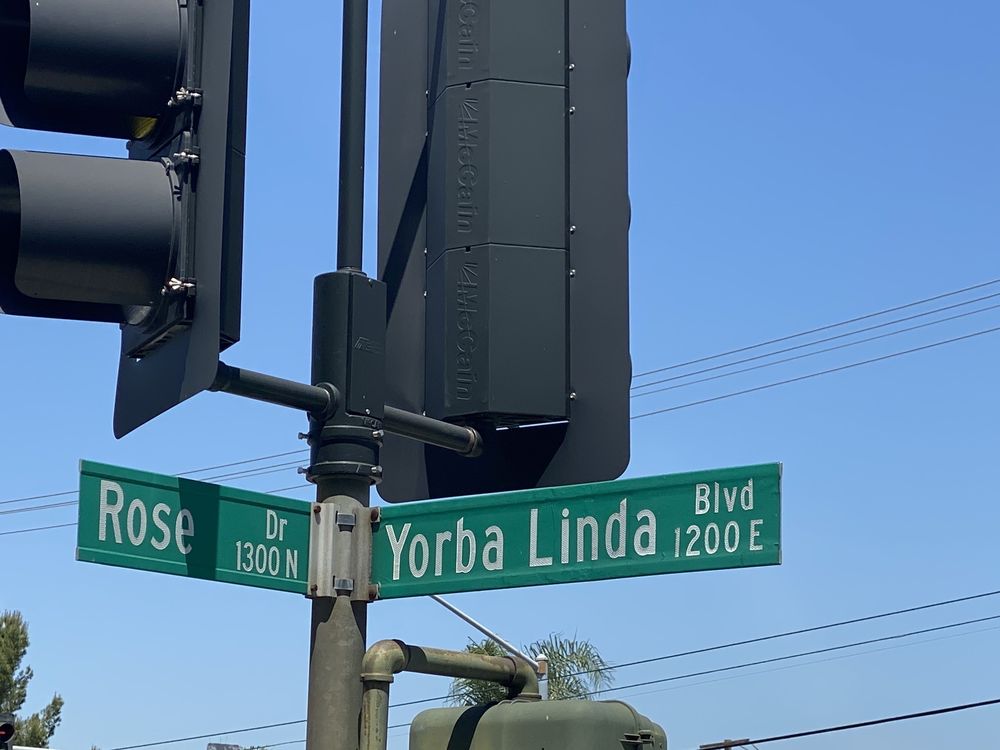 McCain
McCain
McCain
Rose Dr
1300 N
Yorba Linda Blvd
1200 E